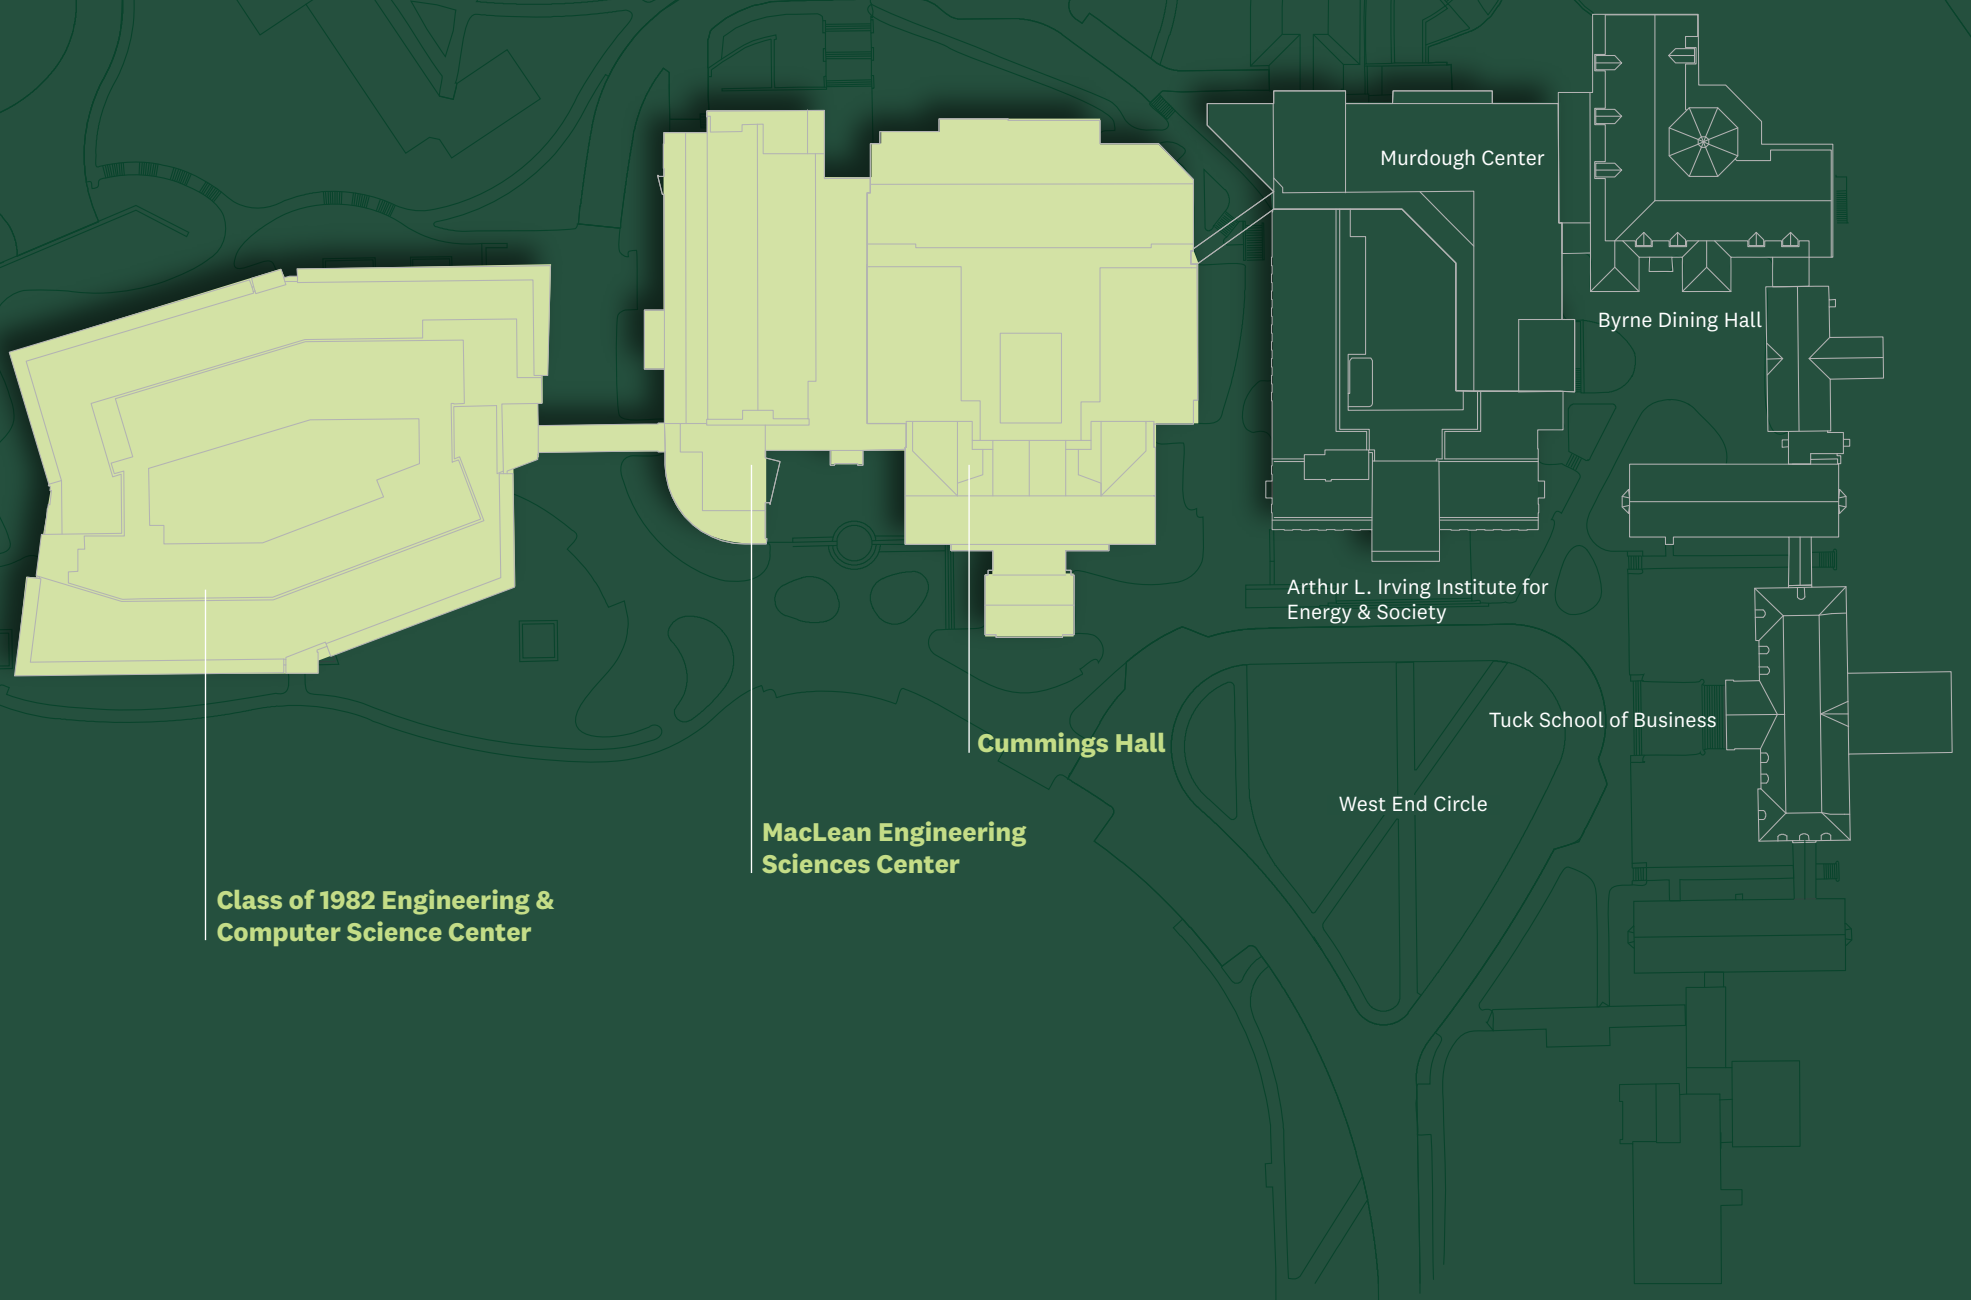 Murdough Center
Byrne Dining Hall
Arthur L. Irving Institute for
Energy & Society
Tuck School of Business
Cummings Hall
West End Circle
MacLean Engineering
Sciences Center
Class of 1982 Engineering &
Computer Science Center